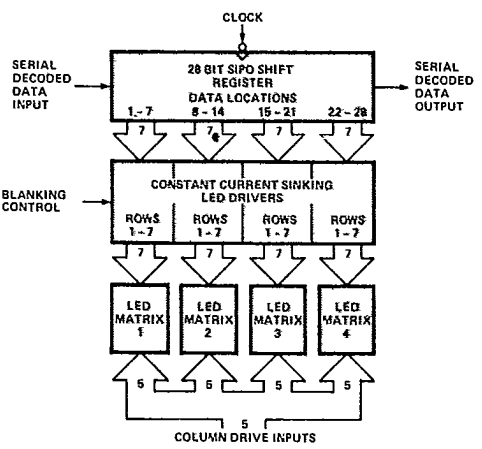 CLOCK
SERIAL DECODED DATA INPUT
28 BIT SIPO SHIFT
REGISTER
DATA LOCATIONS
1-7 8-14 15-21 22-28
SERIAL DECODED DATA OUTPUT
7 7 7 7
BLANKING CONTROL
CONSTANT CURRENT SINKING
LED DRIVERS
ROWS ROWS ROWS ROWS
1-7 1-7 1-7 1-7
7 7 7 7
LED LED LED LED
MATRIX MATRIX MATRIX MATRIX
1 2 3 4
5 5 5 5
5
COLUMN DRIVE INPUTS